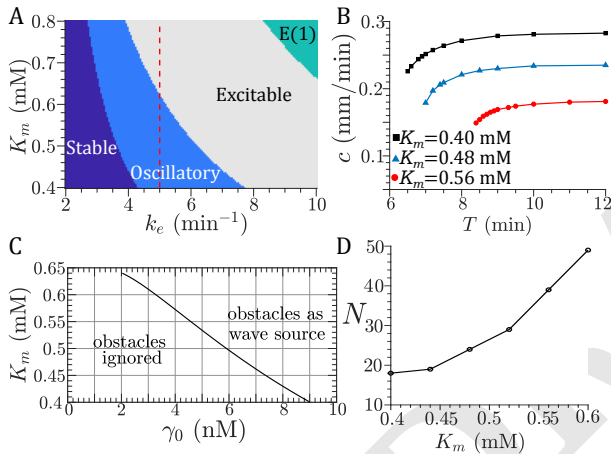 A
0.8
0.7
0.6
0.5
0.4
K_m (mM)
Stable
Oscillatory
Excitable
E(1)
2 4 6 8 10
k_e (min⁻¹)
B
0.3
0.2
0.1
c (mm/min)
K_m=0.40 mM
K_m=0.48 mM
K_m=0.56 mM
6 8 10 12
T (min)
C
0.65
0.6
0.55
0.5
0.45
0.4
K_m (mM)
obstacles
ignored
obstacles as
wave source
0 2 4 6 8 10
γ₀ (nM)
D
50
40
30
20
10
N
0.4 0.45 0.5 0.55 0.6
K_m (mM)